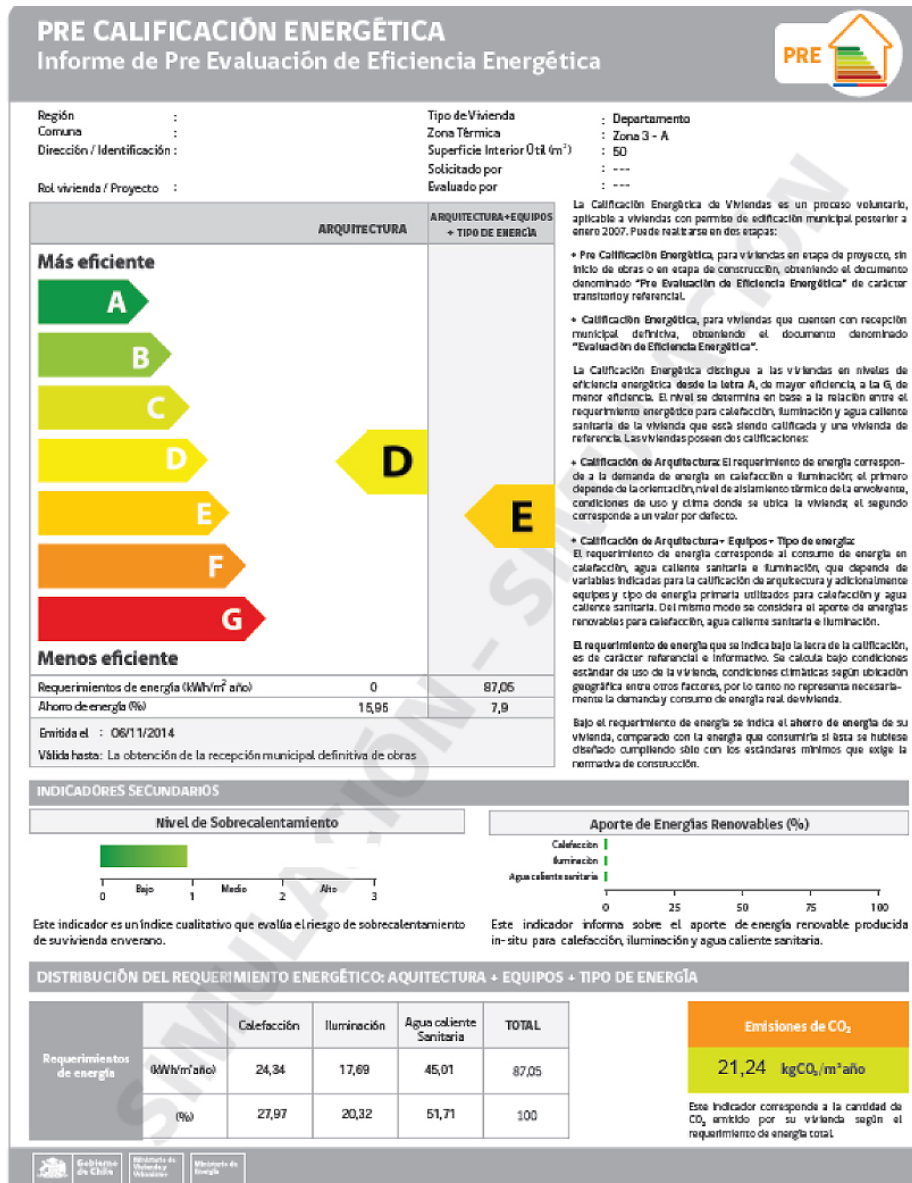 PRE CALIFICACIÓN ENERGÉTICA
Informe de Pre Evaluación de Eficiencia Energética
PRE
Región :
Comuna :
Dirección / Identificación :
Rol vivienda / Proyecto :
Tipo de Vivienda : Departamento
Zona Térmica : Zona 3 - A
Superficie Interior Útil (m²) : 50
Solicitado por : ---
Evaluado por : ---
ARQUITECTURA
ARQUITECTURA+EQUIPOS
+ TIPO DE ENERGÍA
Más eficiente
A
B
C
D
D
E
E
F
G
Menos eficiente
Requerimientos de energía (kWh/m² año) 0 87,05
Ahorro de energía (%) 15,95 7,9
Emitida el : 06/11/2014
Válida hasta: La obtención de la recepción municipal definitiva de obras
La Calificación Energética de Viviendas es un proceso voluntario,
aplicable a viviendas con permiso de edificación municipal posterior a
enero 2007. Puede realizarse en dos etapas:
• Pre Calificación Energética, para viviendas en etapa de proyecto, sin
inicio de obras o en etapa de construcción, obteniendo el documento
denominado "Pre Evaluación de Eficiencia Energética" de carácter
transitorio y referencial.
• Calificación Energética, para viviendas que cuenten con recepción
municipal definitiva, obteniendo el documento denominado
"Evaluación de Eficiencia Energética".
La Calificación Energética distingue a las viviendas en niveles de
eficiencia energética desde la letra A, de mayor eficiencia, a la G, de
menor eficiencia. El nivel se determina en base a la relación entre el
requerimiento energético para calefacción, iluminación y agua caliente
sanitaria de la vivienda que está siendo calificada y una vivienda de
referencia. Las viviendas poseen dos calificaciones:
• Calificación de Arquitectura: El requerimiento de energía correspon-
de a la demanda de energía en calefacción e iluminación; el primero
depende de la orientación, nivel de aislamiento térmico de la envolvente,
condiciones de uso y clima donde se ubica la vivienda; el segundo
corresponde a un valor por defecto.
• Calificación de Arquitectura+ Equipos+ Tipo de energía:
El requerimiento de energía corresponde al consumo de energía en
calefacción, agua caliente sanitaria e iluminación, que depende de
variables indicadas para la calificación de arquitectura y adicionalmente
equipos y tipo de energía primaria utilizados para calefacción y agua
caliente sanitaria. Del mismo modo se considera el aporte de energías
renovables para calefacción, agua caliente sanitaria e iluminación.
El requerimiento de energía que se indica bajo la letra de la calificación,
es de carácter referencial e informativo. Se calcula bajo condiciones
estándar de uso de la vivienda, condiciones climáticas según ubicación
geográfica entre otros factores, por lo tanto no representa necesaria-
mente la demanda y consumo de energía real de vivienda.
Bajo el requerimiento de energía se indica el ahorro de energía de su
vivienda, comparado con la energía que consumiría si ésta se hubiese
diseñado cumpliendo sólo con los estándares mínimos que exige la
normativa de construcción.
SIMULACIÓN - SIMULACIÓN
INDICADORES SECUNDARIOS
Nivel de Sobrecalentamiento
Bajo Medio Alto
0 1 2 3
Este indicador es un índice cualitativo que evalúa el riesgo de sobrecalentamiento
de su vivienda en verano.
Aporte de Energías Renovables (%)
Calefacción
Iluminación
Agua caliente sanitaria
0 25 50 75 100
Este indicador informa sobre el aporte de energía renovable producida
in-situ para calefacción, iluminación y agua caliente sanitaria.
DISTRIBUCIÓN DEL REQUERIMIENTO ENERGÉTICO: AQUITECTURA + EQUIPOS + TIPO DE ENERGÍA
Calefacción Iluminación Agua caliente Sanitaria TOTAL
Requerimientos de energía
(kWh/m²año) 24,34 17,69 45,01 87,05
(%) 27,97 20,32 51,71 100
Emisiones de CO₂
21,24 kgCO₂/m²año
Este indicador corresponde a la cantidad de
CO₂ emitido por su vivienda según el
requerimiento de energía total.
Gobierno de Chile
Ministerio de Vivienda y Urbanismo
Ministerio de Energía